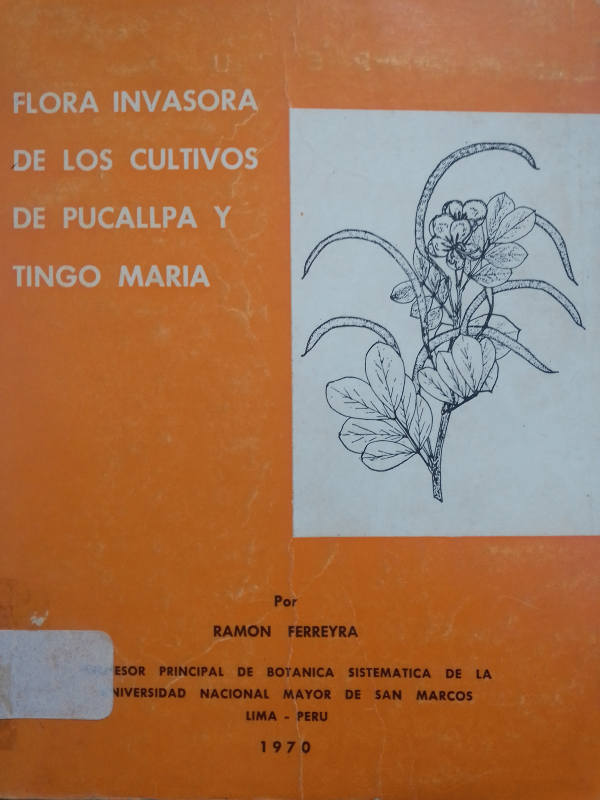 FLORA INVASORA
DE LOS CULTIVOS
DE PUCALLPA Y
TINGO MARIA
Por
RAMON FERREYRA
ESOR PRINCIPAL DE BOTANICA SISTEMATICA DE LA
NIVERSIDAD NACIONAL MAYOR DE SAN MARCOS
LIMA - PERU
1970